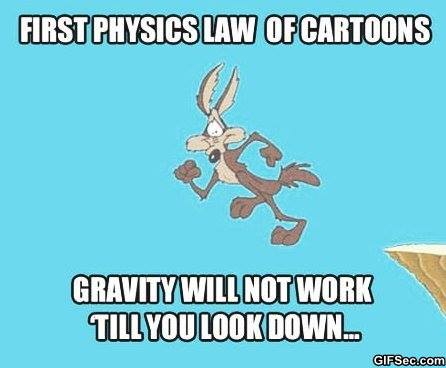 FIRST PHYSICS LAW OF CARTOONS
GRAVITY WILL NOT WORK
'TILL YOU LOOK DOWN...
GIFSec.com